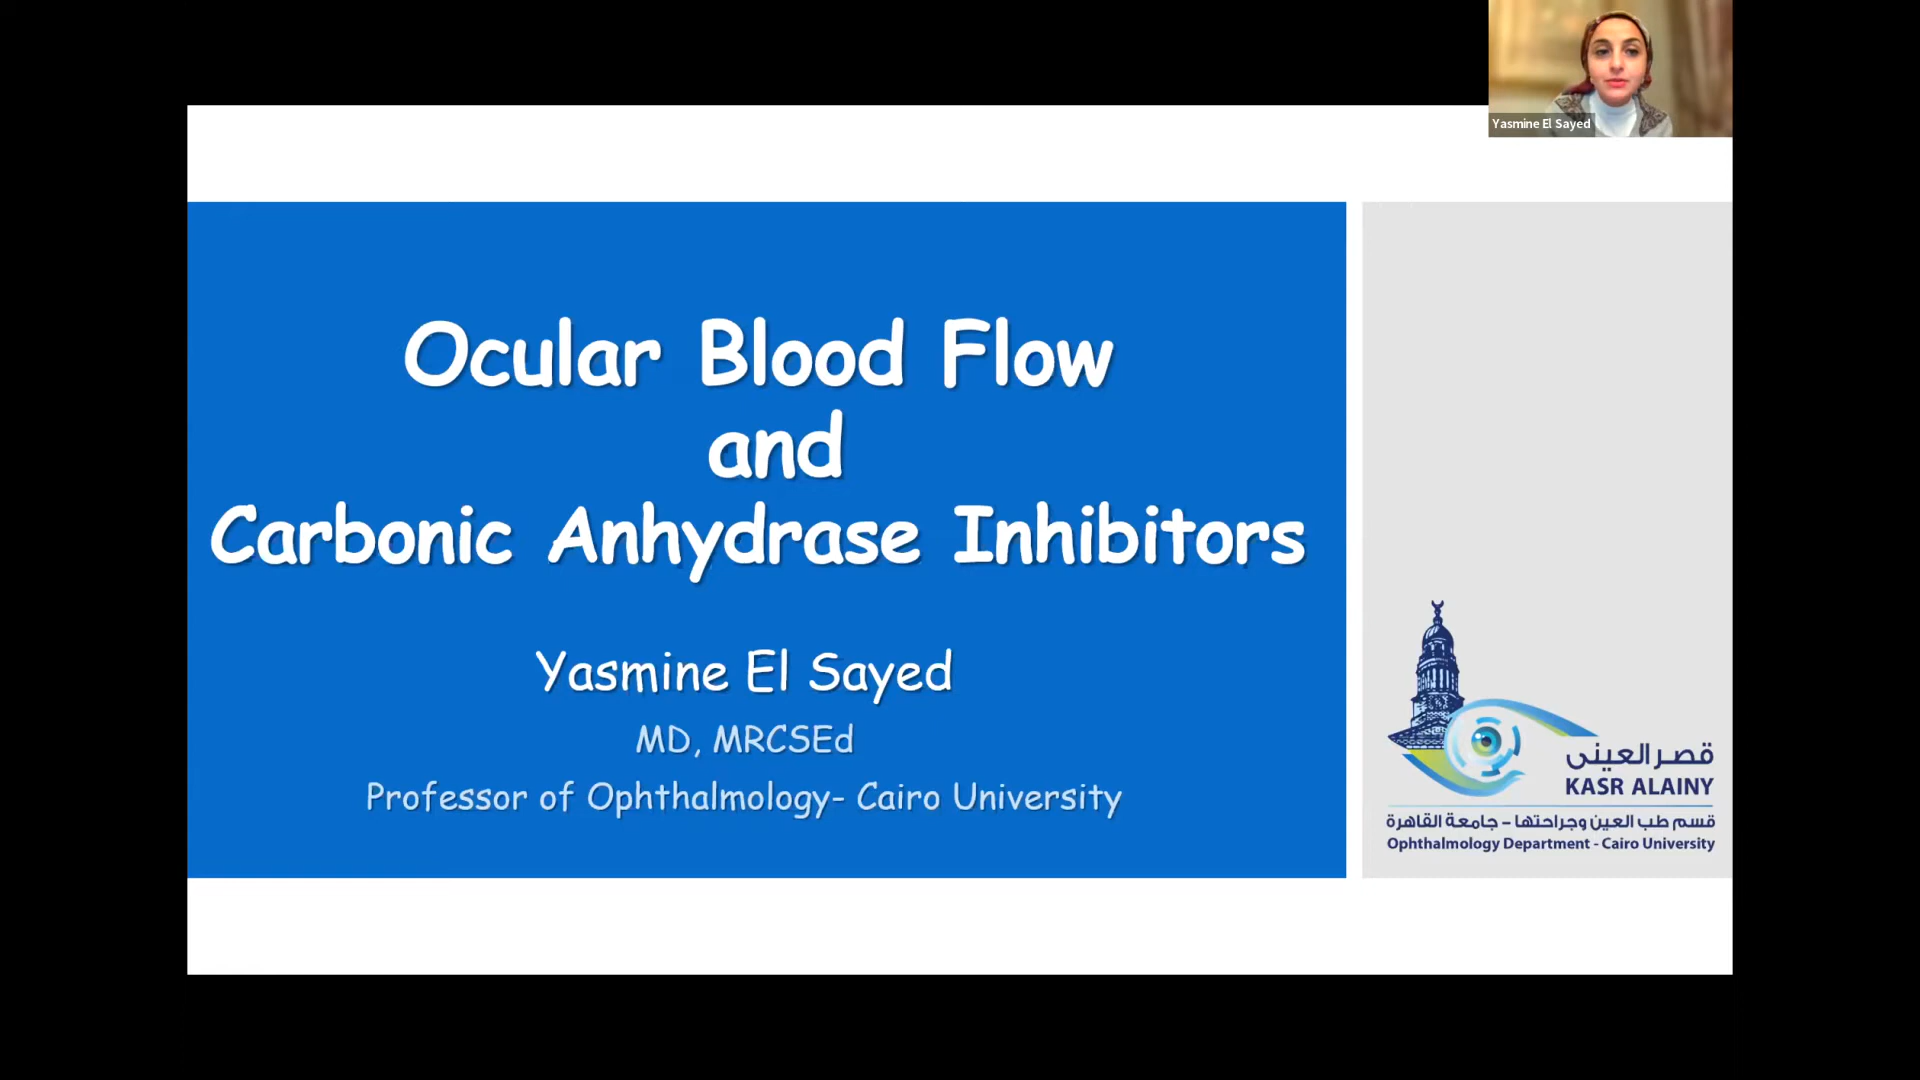 Yasmine El Sayed
Ocular Blood Flow
and
Carbonic Anhydrase Inhibitors
Yasmine El Sayed
MD, MRCSEd
Professor of Ophthalmology- Cairo University
قصر العينى
KASR ALAINY
قسم طب العين وجراحتها – جامعة القاهرة
Ophthalmology Department - Cairo University